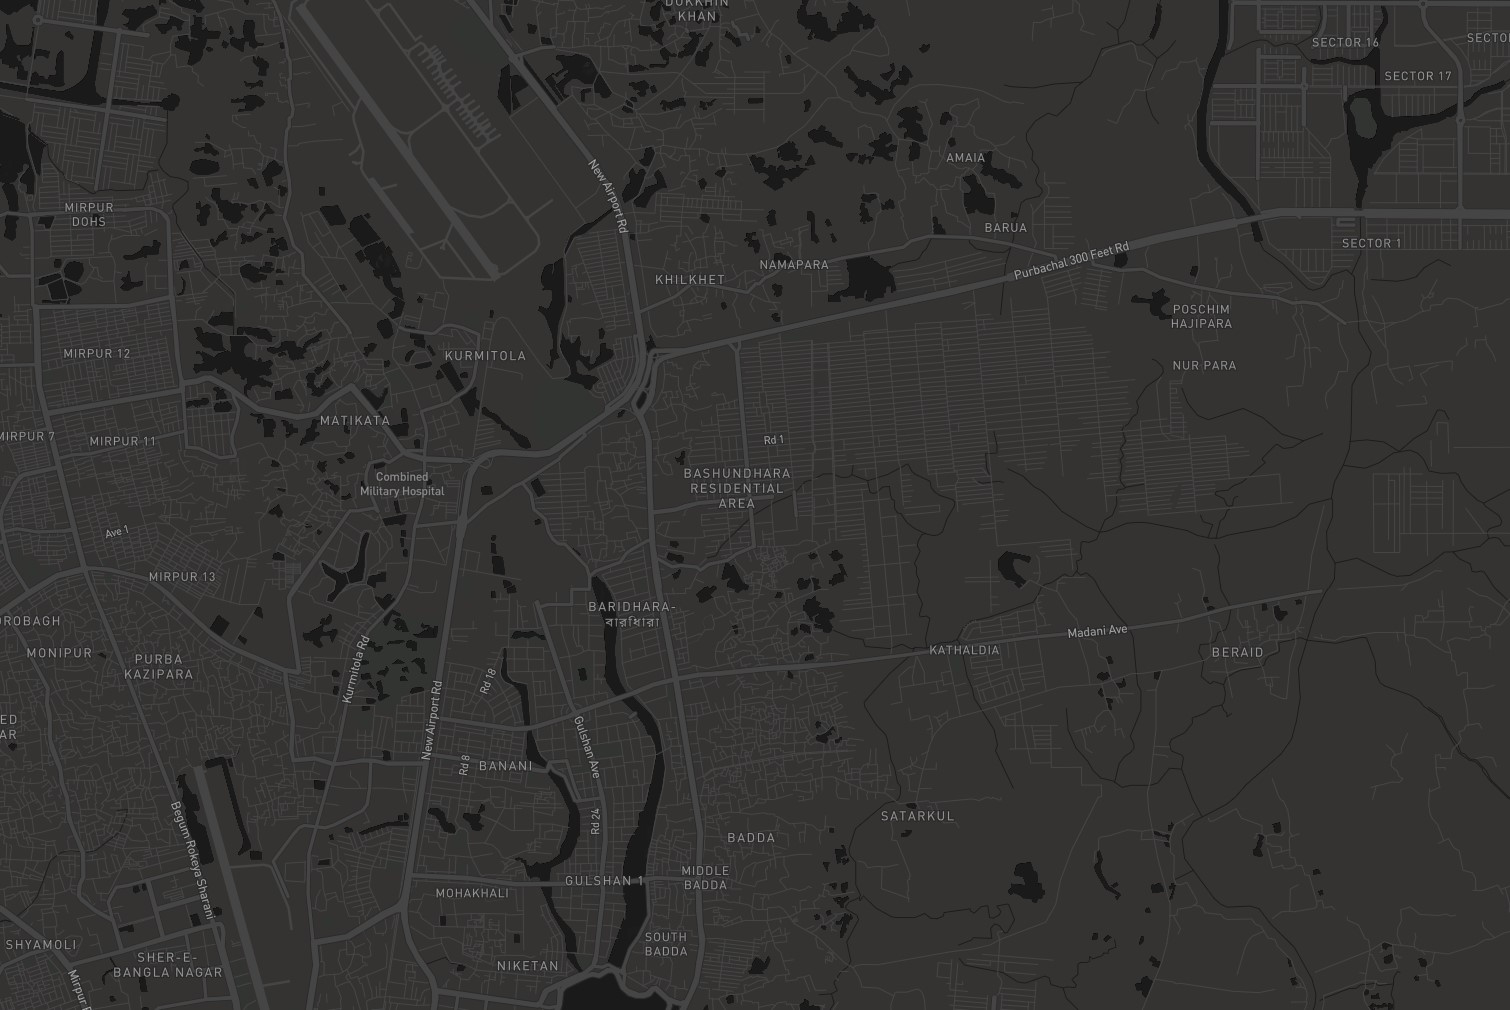 DUKKHIN
KHAN
SECTOR 16
SECTOR 17
AMAIA
New Airport Rd
MIRPUR
DOHS
BARUA
SECTOR 1
Purbachal 300 Feet Rd
NAMAPARA
KHILKHET
POSCHIM
HAJIPARA
MIRPUR 12
KURMITOLA
NUR PARA
MATIKATA
MIRPUR 7
MIRPUR 11
Rd 1
Combined
Military Hospital
BASHUNDHARA
RESIDENTIAL
AREA
Ave 1
MIRPUR 13
BARIDHARA-
বারিধারা
Madani Ave
KATHALDIA
BERAID
MONIPUR
PURBA
KAZIPARA
Kurmitola Rd
Rd 18
New Airport Rd
Gulshan Ave
Rd 8
BANANI
Rd 24
SATARKUL
BADDA
Begum Rokeya Sharani
MIDDLE
BADDA
GULSHAN 1
MOHAKHALI
SHYAMOLI
SOUTH
BADDA
SHER-E-
BANGLA NAGAR
NIKETAN